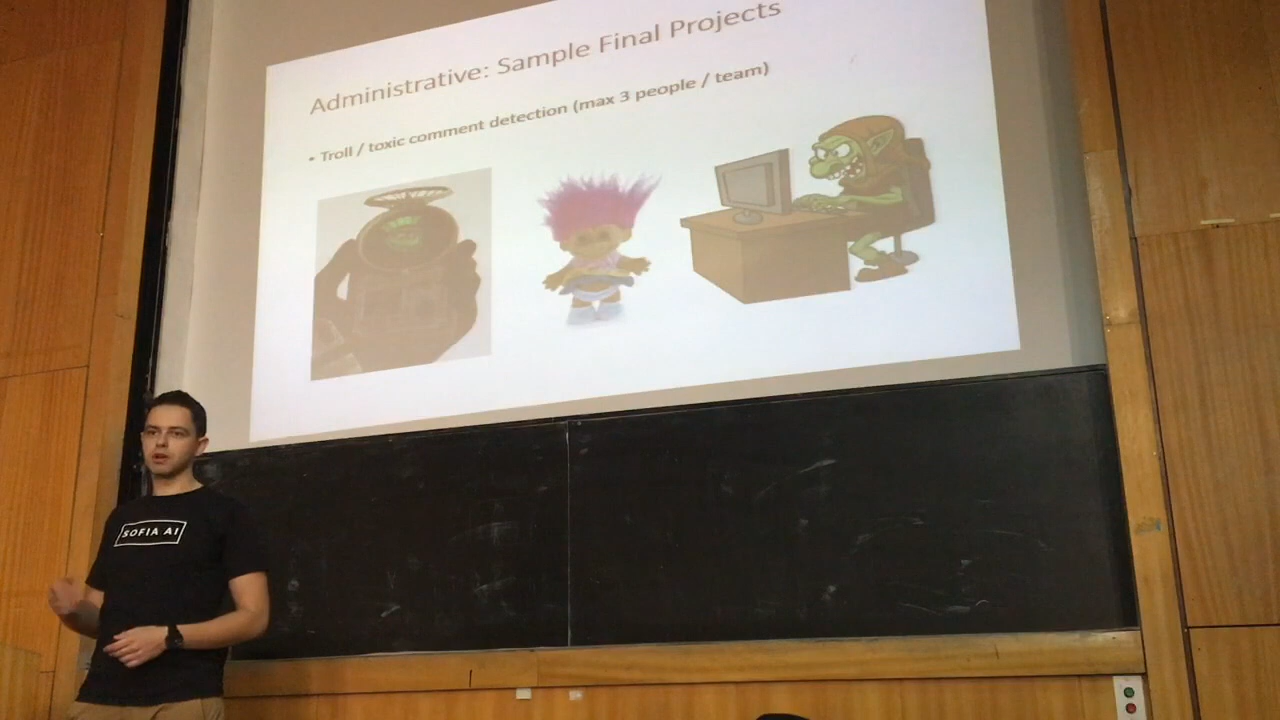 Administrative: Sample Final Projects
• Troll / toxic comment detection (max 3 people / team)
SOFIA AI